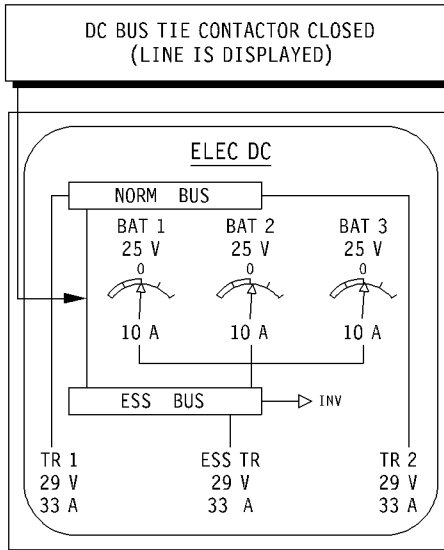 DC BUS TIE CONTACTOR CLOSED
(LINE IS DISPLAYED)
ELEC DC
NORM BUS
BAT 1 BAT 2 BAT 3
25 V 25 V 25 V
0 0 0
10 A 10 A 10 A
ESS BUS INV
TR 1 ESS TR TR 2
29 V 29 V 29 V
33 A 33 A 33 A